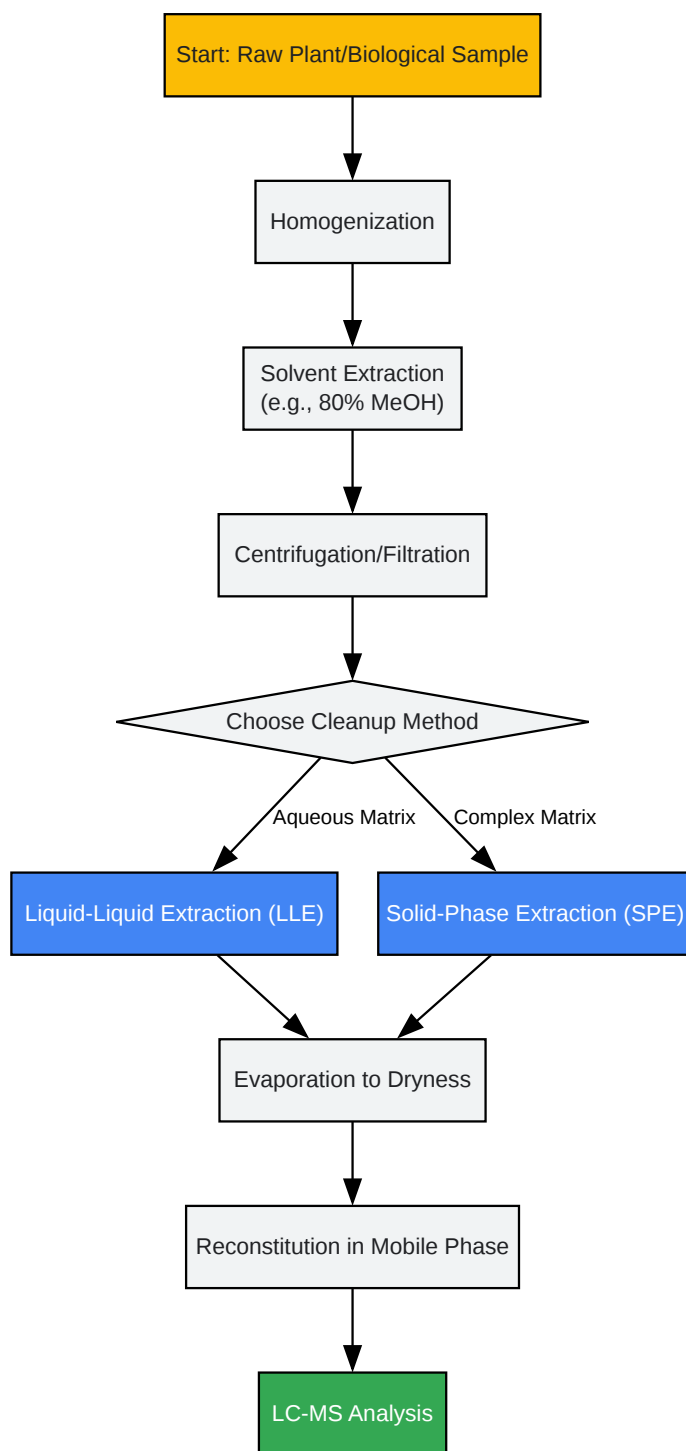 Start: Raw Plant/Biological Sample
Homogenization
Solvent Extraction
(e.g., 80% MeOH)
Centrifugation/Filtration
Choose Cleanup Method
Aqueous Matrix
Complex Matrix
Liquid-Liquid Extraction (LLE)
Solid-Phase Extraction (SPE)
Evaporation to Dryness
Reconstitution in Mobile Phase
LC-MS Analysis